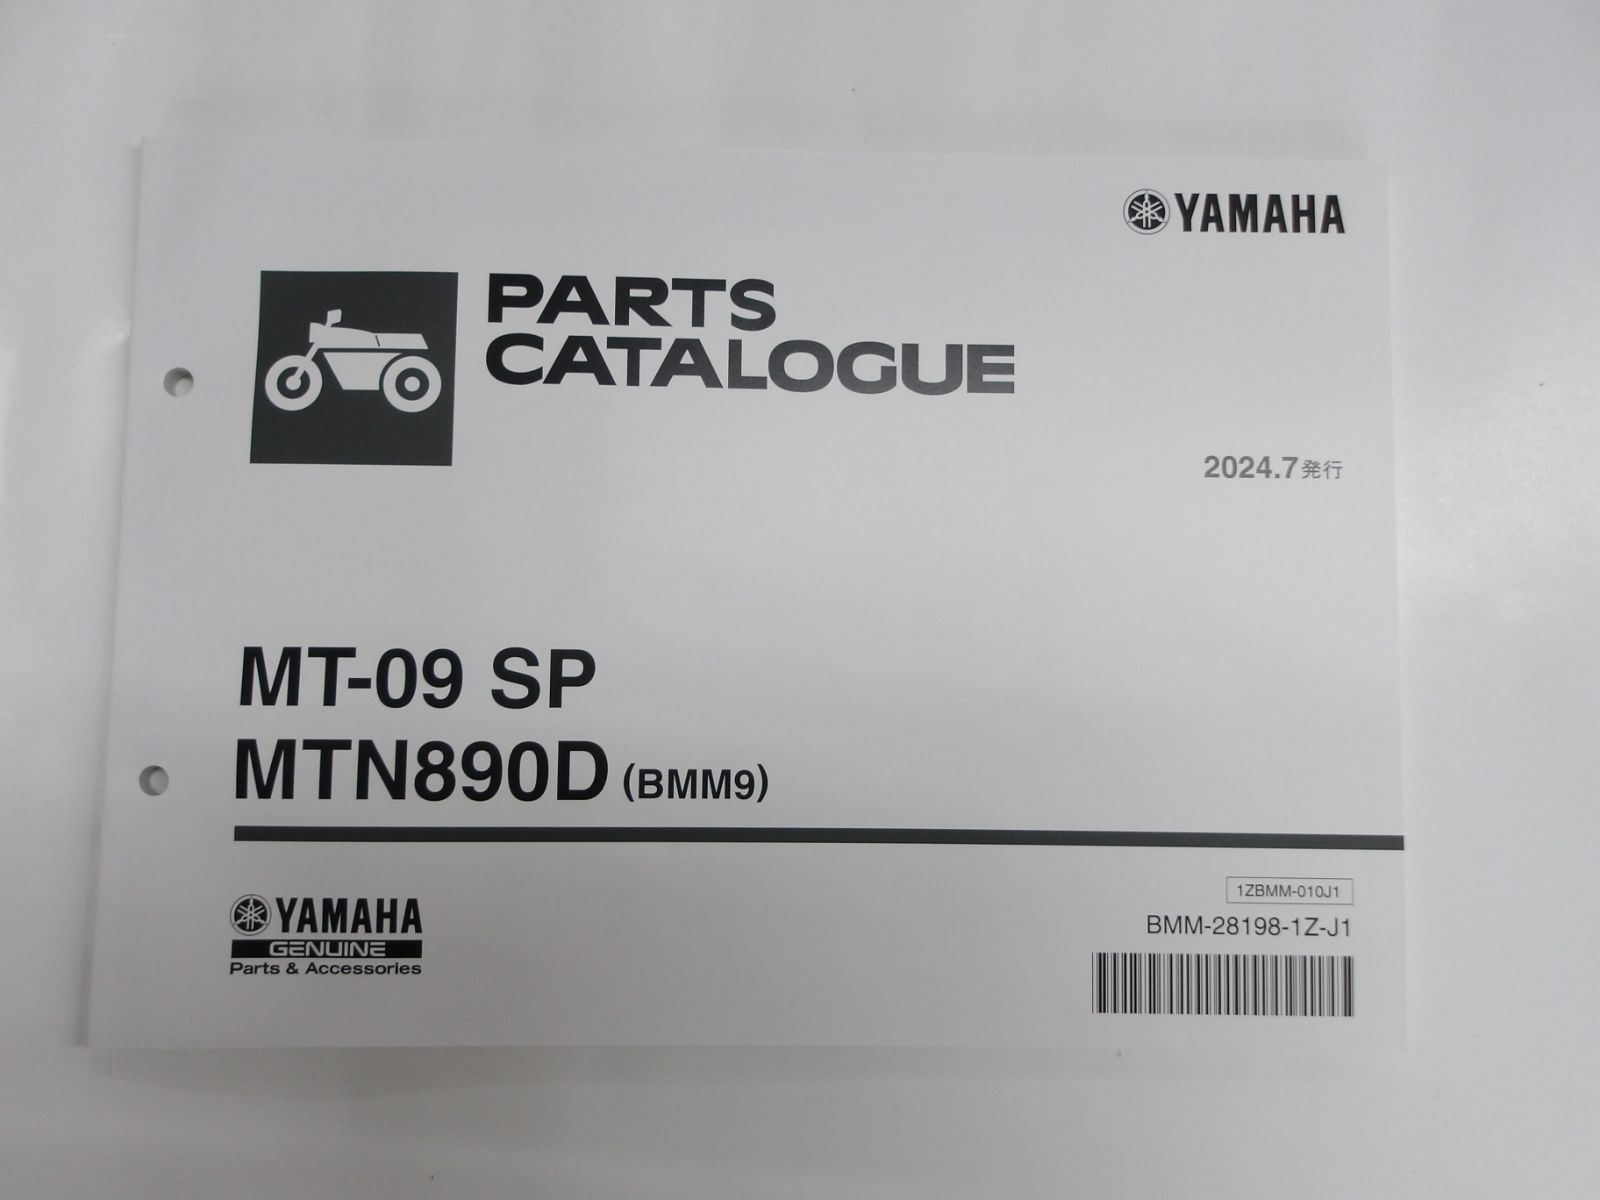 YAMAHA
PARTS
CATALOGUE
2024.7発行
MT-09 SP
MTN890D (BMM9)
YAMAHA
GENUINE
Parts & Accessories
1ZBMM-010J1
BMM-28198-1Z-J1